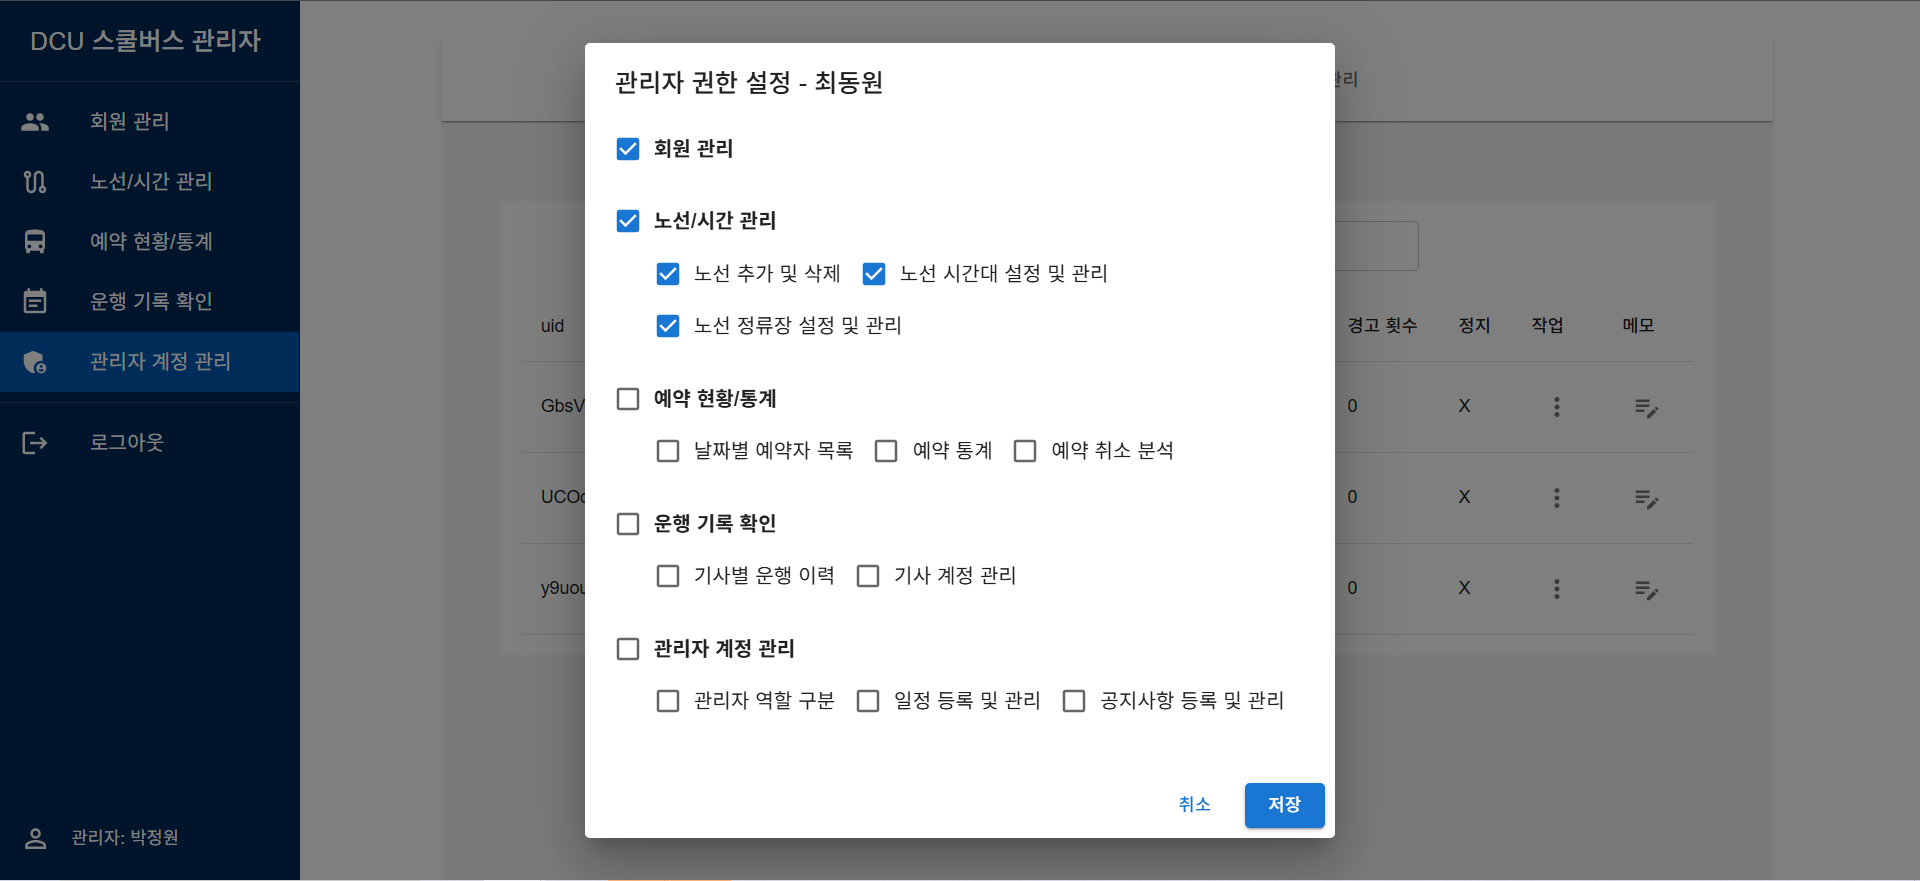 DCU 스쿨버스 관리자
회원 관리
노선/시간 관리
예약 현황/통계
운행 기록 확인
관리자 계정 관리
로그아웃
관리자: 박정원
관리자 권한 설정 - 최동원
회원 관리
노선/시간 관리
노선 추가 및 삭제 노선 시간대 설정 및 관리
노선 정류장 설정 및 관리
예약 현황/통계
날짜별 예약자 목록 예약 통계 예약 취소 분석
운행 기록 확인
기사별 운행 이력 기사 계정 관리
관리자 계정 관리
관리자 역할 구분 일정 등록 및 관리 공지사항 등록 및 관리
취소 저장
uid 경고 횟수 정지 작업 메모
0 X
0 X
0 X